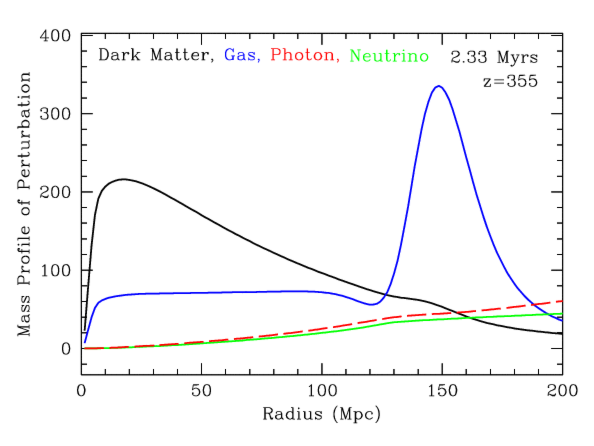 400
Dark Matter, Gas, Photon, Neutrino 2.33 Myrs
z=355
300
200
100
0
Mass Profile of Perturbation
0 50 100 150 200
Radius (Mpc)